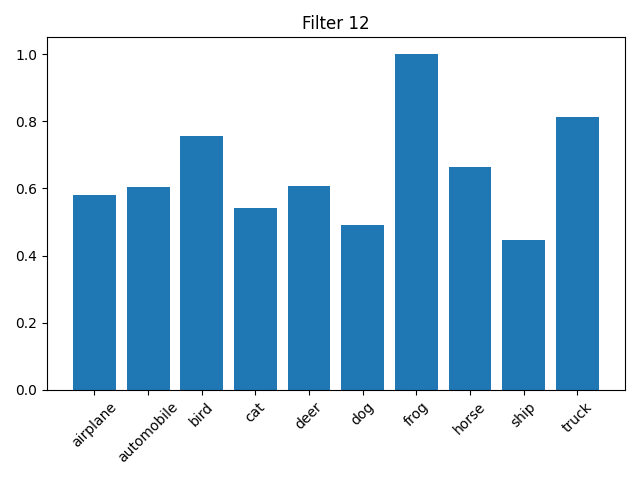 Filter 12
1.0
0.8
0.6
0.4
0.2
0.0
airplane
automobile
bird
cat
deer
dog
frog
horse
ship
truck